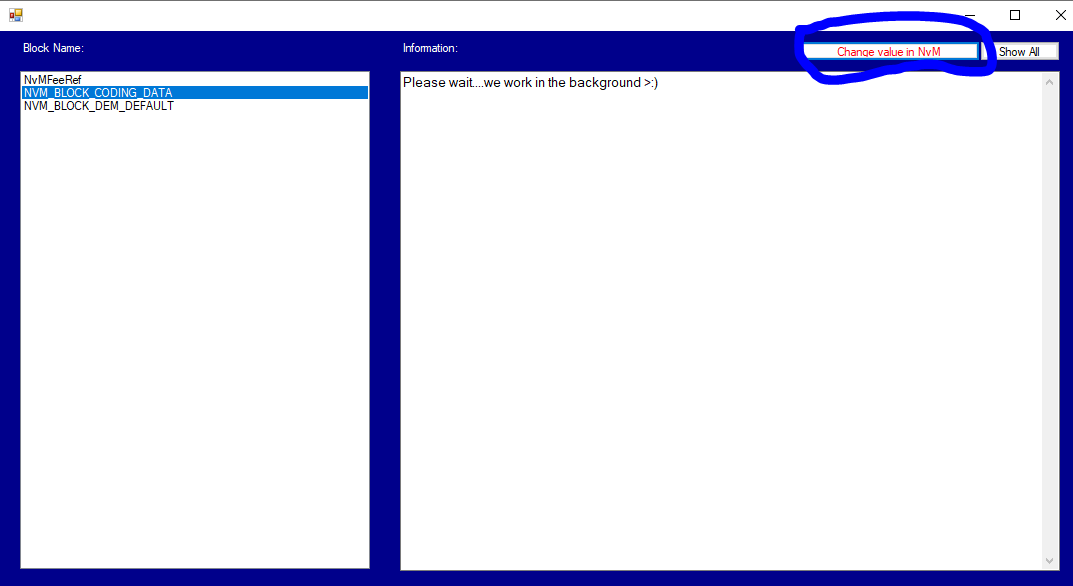 Block Name:
Information:
Change value in NvM
Show All
NvMFeeRef
NVM_BLOCK_CODING_DATA
NVM_BLOCK_DEM_DEFAULT
Please wait....we work in the background >:)